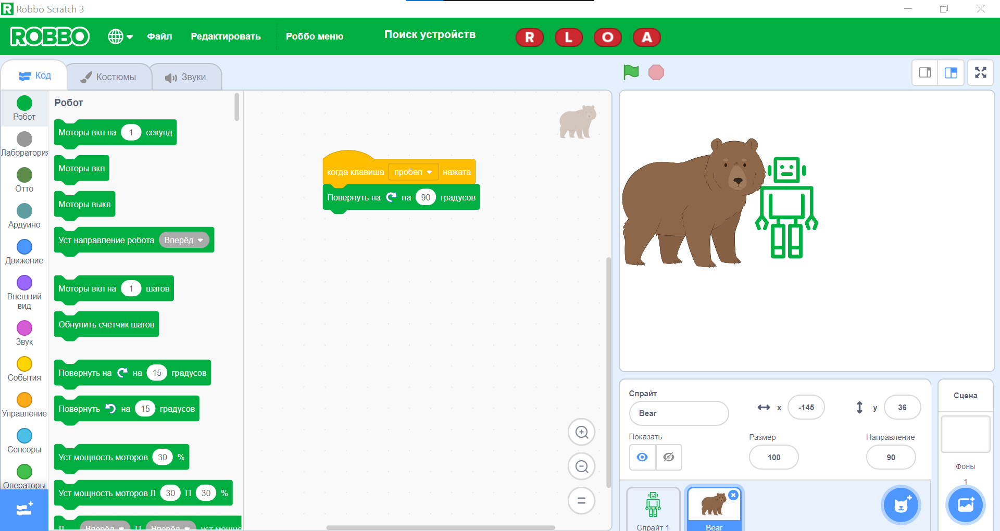 Robbo Scratch 3
ROBBO
Файл
Редактировать
Роббо меню
Поиск устройств
R
L
O
A
Код
Костюмы
Звуки
Робот
Лаборатория
Отто
Ардуино
Движение
Внешний
вид
Звук
События
Управление
Сенсоры
Операторы
Робот
Моторы вкл на 1 секунд
Моторы вкл
Моторы выкл
Уст направление робота Вперёд
Моторы вкл на 1 шагов
Обнулить счётчик шагов
Повернуть на на 15 градусов
Повернуть на 15 градусов
Уст мощность моторов 30 %
Уст мощность моторов Л 30 П 30 %
Л Вперёд П Вперёд уст мощно
когда клавиша пробел нажата
Повернуть на на 90 градусов
Спрайт
Bear
x -145
y 36
Показать
Размер
100
Направление
90
Спрайт 1
Bear
Сцена
Фоны
1